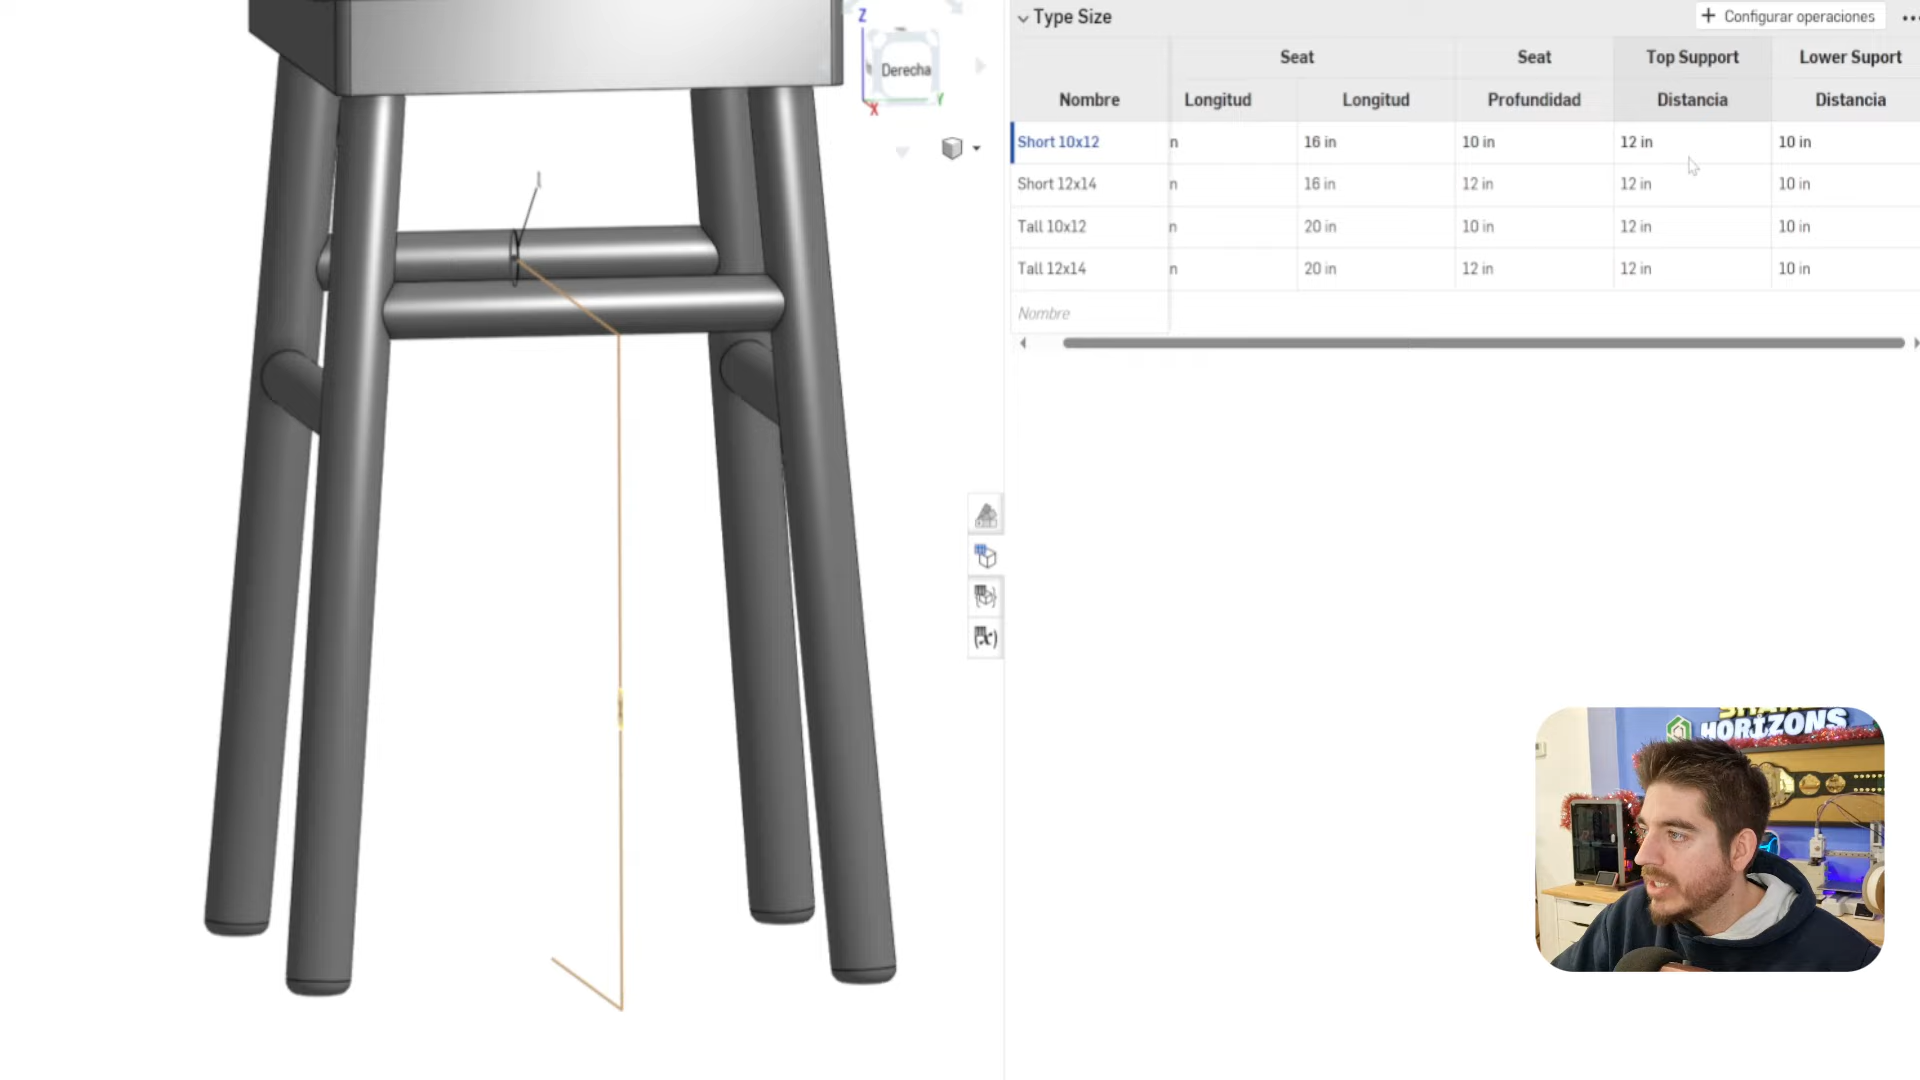 Type Size
+ Configurar operaciones
Seat Seat Top Support Lower Suport
Nombre Longitud Longitud Profundidad Distancia Distancia
Short 10x12 n 16 in 10 in 12 in 10 in
Short 12x14 n 16 in 12 in 12 in 10 in
Tall 10x12 n 20 in 10 in 12 in 10 in
Tall 12x14 n 20 in 12 in 12 in 10 in
Nombre
Z
Derecha
Y
X
(x)
HORIZONS